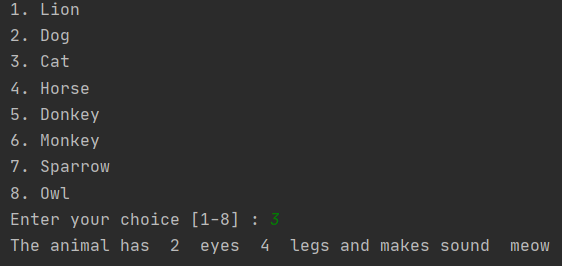 1. Lion
2. Dog
3. Cat
4. Horse
5. Donkey
6. Monkey
7. Sparrow
8. Owl
Enter your choice [1-8] : 3
The animal has  2  eyes  4  legs and makes sound  meow